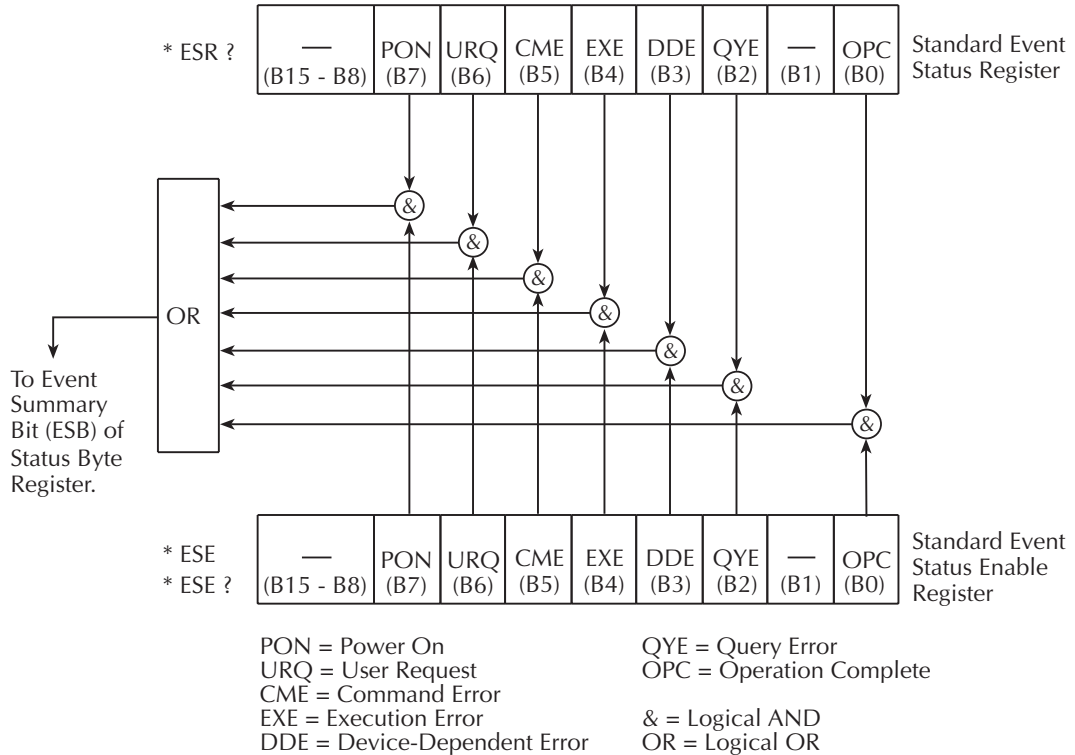 * ESR ?
— PON URQ CME EXE DDE QYE — OPC
(B15 - B8) (B7) (B6) (B5) (B4) (B3) (B2) (B1) (B0)
Standard Event
Status Register
&
&
&
&
&
&
&
OR
To Event
Summary
Bit (ESB) of
Status Byte
Register.
* ESE
* ESE ?
— PON URQ CME EXE DDE QYE — OPC
(B15 - B8) (B7) (B6) (B5) (B4) (B3) (B2) (B1) (B0)
Standard Event
Status Enable
Register
PON = Power On
URQ = User Request
CME = Command Error
EXE = Execution Error
DDE = Device-Dependent Error
QYE = Query Error
OPC = Operation Complete
& = Logical AND
OR = Logical OR